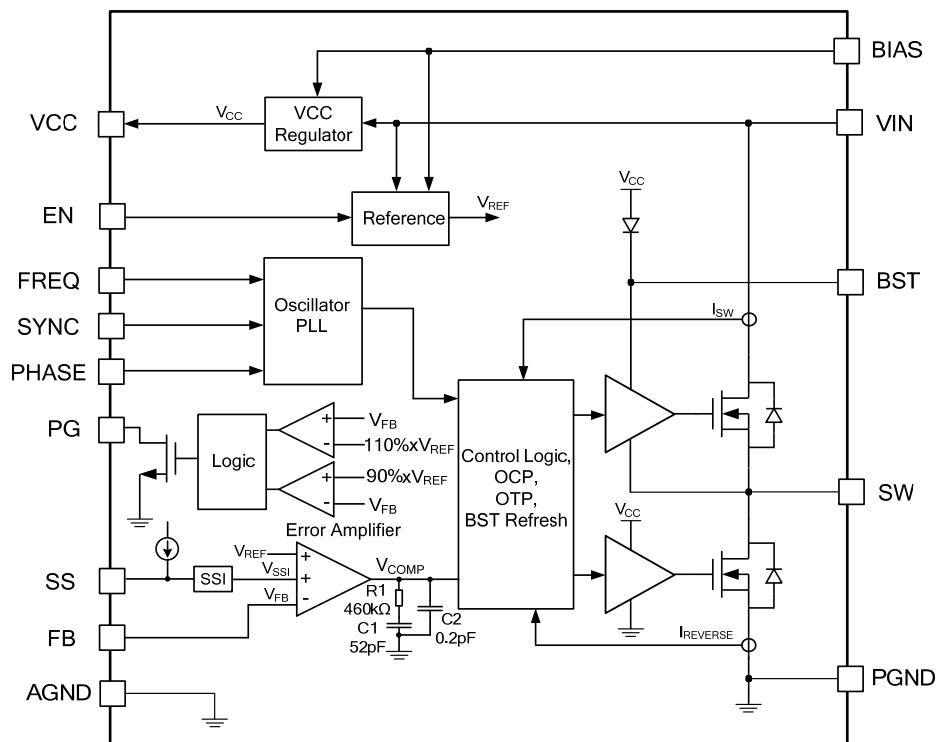 BIAS
VCC
VCC
VCC
Regulator
VIN
EN
Reference
VREF
VCC
FREQ
SYNC
PHASE
Oscillator
PLL
BST
ISW
PG
Logic
+
-
VFB
110%xVREF
+
-
90%xVREF
VFB
Control Logic,
OCP,
OTP,
BST Refresh
SW
VCC
Error Amplifier
SS
SSI
VREF
VSSI
VFB
+
+
-
VCOMP
R1
460kΩ
C1
52pF
C2
0.2pF
FB
IREVERSE
AGND
PGND